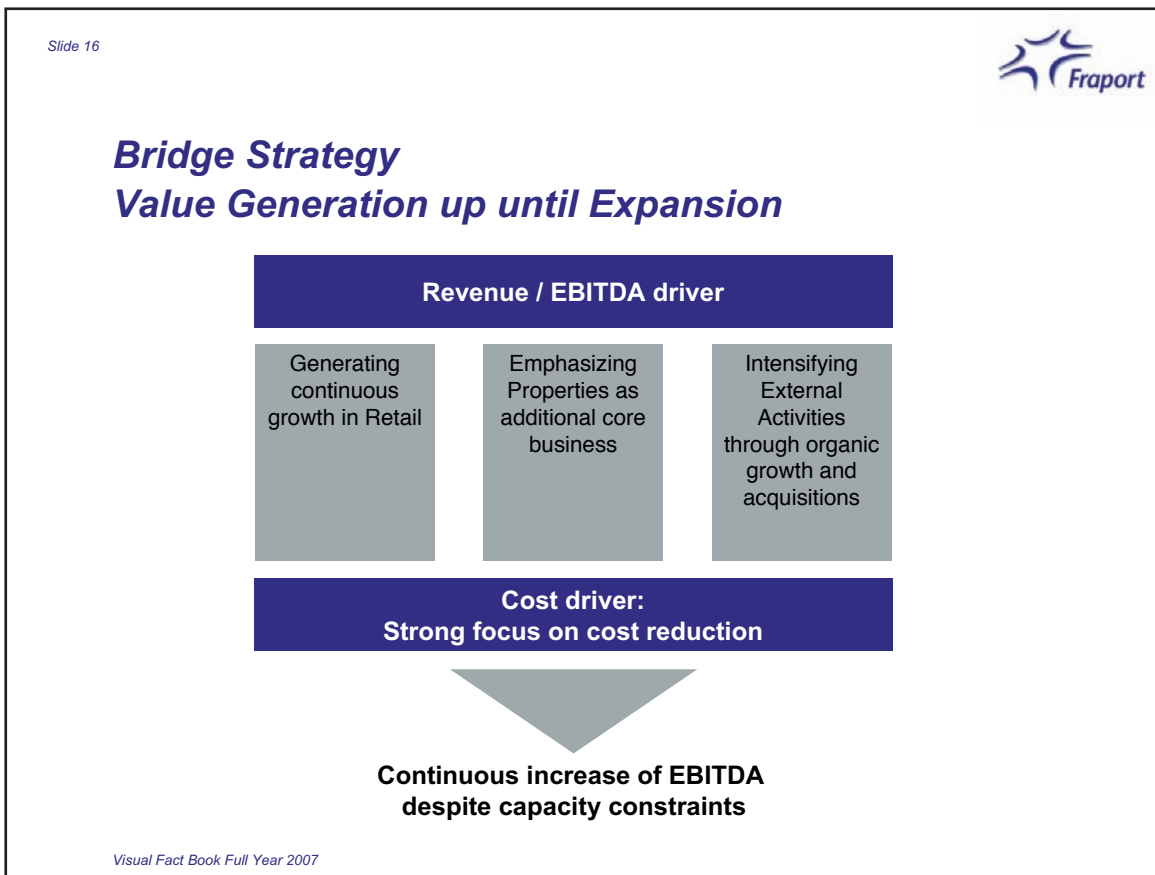 Slide 16
Fraport
Bridge Strategy
Value Generation up until Expansion
Revenue / EBITDA driver
Generating
continuous
growth in Retail
Emphasizing
Properties as
additional core
business
Intensifying
External
Activities
through organic
growth and
acquisitions
Cost driver:
Strong focus on cost reduction
Continuous increase of EBITDA
despite capacity constraints
Visual Fact Book Full Year 2007